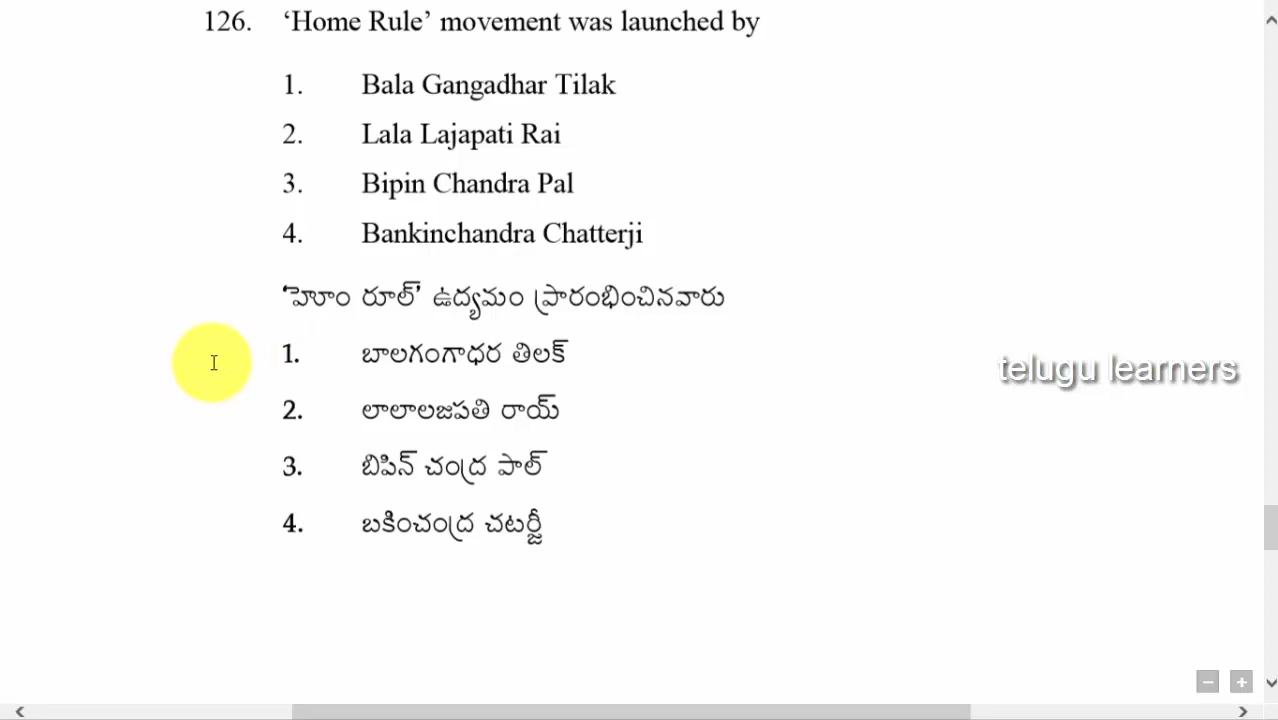 126. ‘Home Rule’ movement was launched by
1. Bala Gangadhar Tilak
2. Lala Lajapati Rai
3. Bipin Chandra Pal
4. Bankinchandra Chatterji
‘హెూం రూల్’ ఉద్యమం ప్రారంభించినవారు
1. బాలగంగాధర తిలక్
telugu learners
2. లాలాలజపతి రాయ్
3. బిపిన్ చంద్ర పాల్
4. బకించంద్ర చటర్జీ